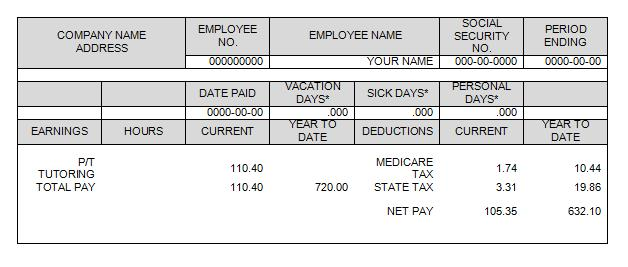 COMPANY NAME ADDRESS EMPLOYEE NO. EMPLOYEE NAME SOCIAL SECURITY NO. PERIOD ENDING
000000000 YOUR NAME 000-00-0000 0000-00-00
DATE PAID VACATION DAYS* SICK DAYS* PERSONAL DAYS*
0000-00-00 .000 .000 .000
EARNINGS HOURS CURRENT YEAR TO DATE DEDUCTIONS CURRENT YEAR TO DATE
P/T TUTORING 110.40 MEDICARE TAX 1.74 10.44
TOTAL PAY 110.40 720.00 STATE TAX 3.31 19.86
NET PAY 105.35 632.10